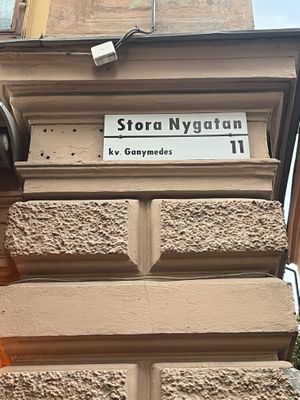 Stora Nygatan
kv. Ganymedes 11